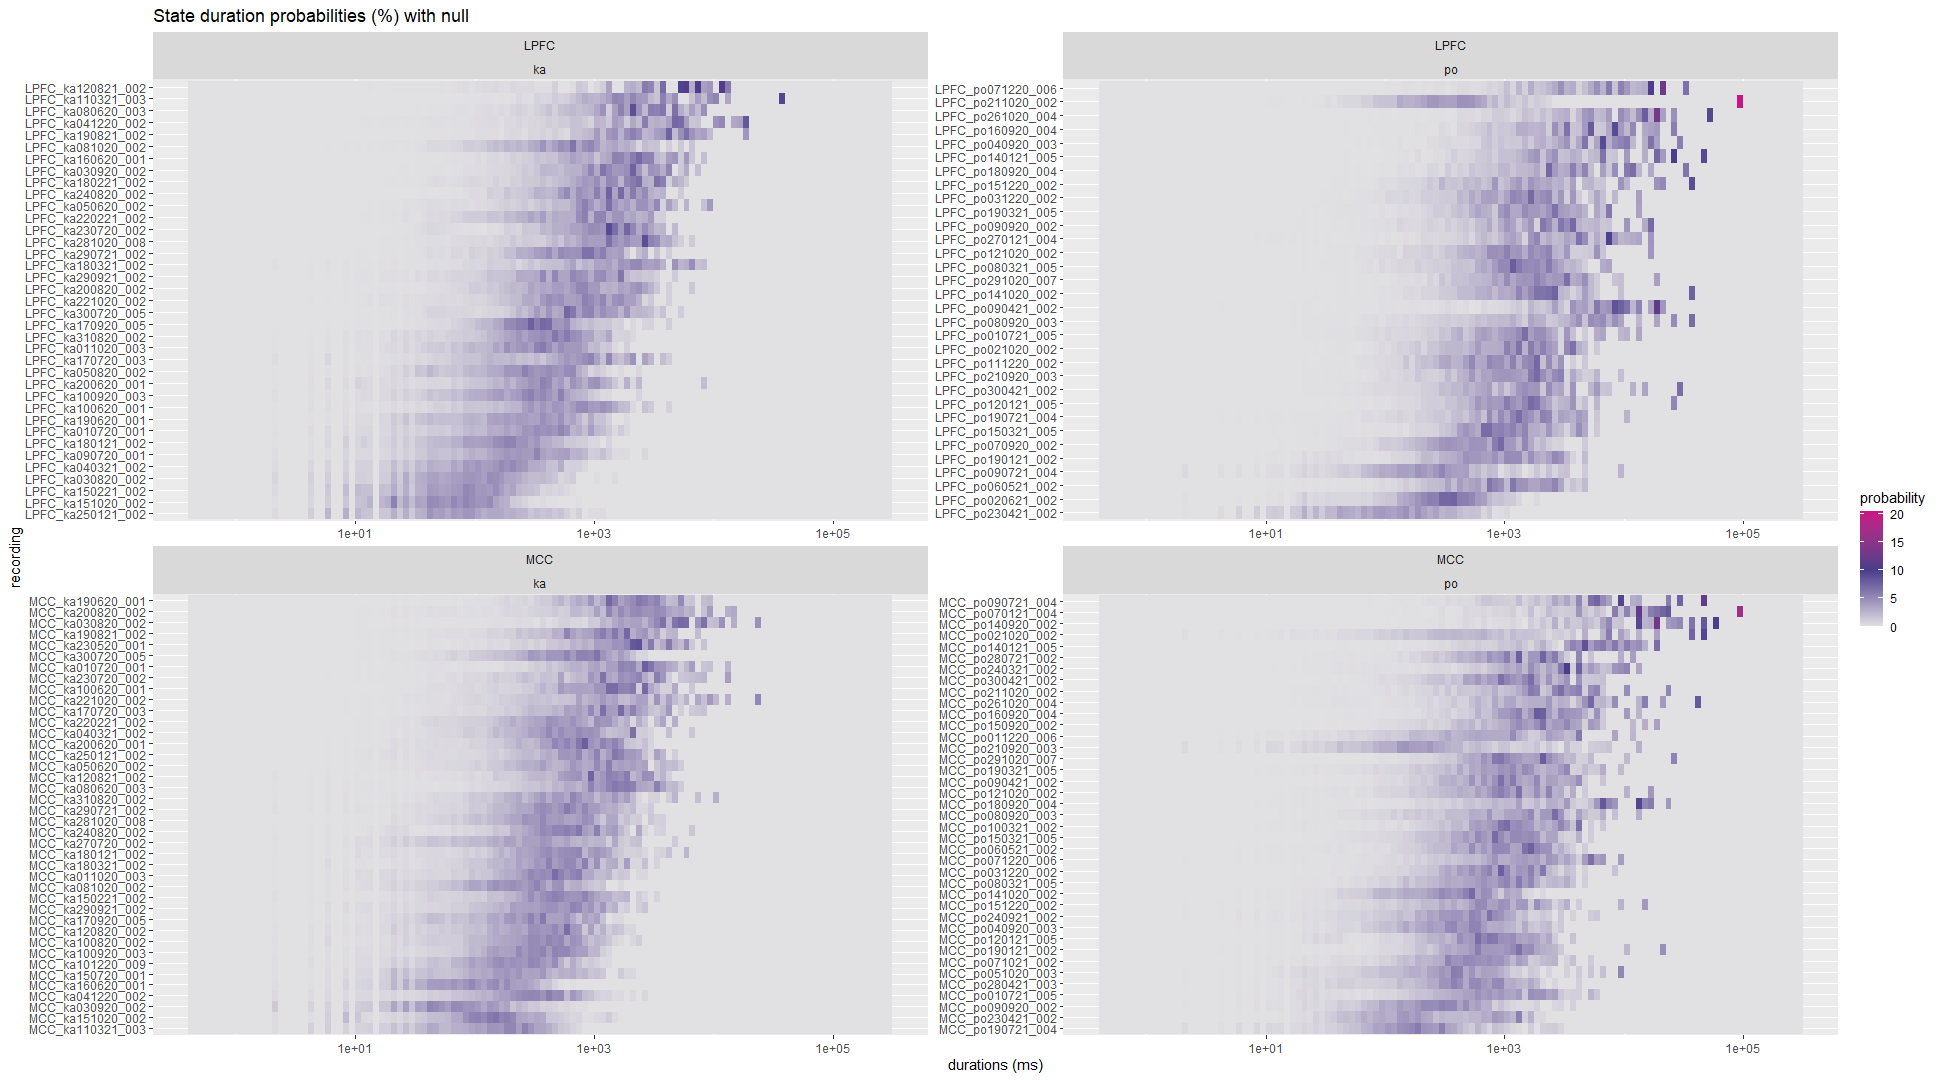 State duration probabilities (%) with null
LPFC
ka
LPFC_ka120821_002
LPFC_ka110321_003
LPFC_ka080620_003
LPFC_ka041220_002
LPFC_ka190821_002
LPFC_ka081020_002
LPFC_ka160620_001
LPFC_ka030920_002
LPFC_ka180221_002
LPFC_ka240820_002
LPFC_ka050620_002
LPFC_ka220221_002
LPFC_ka230720_002
LPFC_ka281020_008
LPFC_ka290721_002
LPFC_ka180321_002
LPFC_ka290921_002
LPFC_ka200820_002
LPFC_ka221020_002
LPFC_ka300720_005
LPFC_ka170920_005
LPFC_ka310820_002
LPFC_ka011020_003
LPFC_ka170720_003
LPFC_ka050820_002
LPFC_ka200620_001
LPFC_ka100920_003
LPFC_ka100620_001
LPFC_ka190620_001
LPFC_ka010720_001
LPFC_ka180121_002
LPFC_ka090720_001
LPFC_ka040321_002
LPFC_ka030820_002
LPFC_ka150221_002
LPFC_ka151020_002
LPFC_ka250121_002
1e+01
1e+03
1e+05
LPFC
po
LPFC_po071220_006
LPFC_po211020_002
LPFC_po261020_004
LPFC_po160920_004
LPFC_po040920_003
LPFC_po140121_005
LPFC_po180920_004
LPFC_po151220_002
LPFC_po031220_002
LPFC_po190321_005
LPFC_po090920_002
LPFC_po270121_004
LPFC_po121020_002
LPFC_po080321_005
LPFC_po291020_007
LPFC_po141020_002
LPFC_po090421_002
LPFC_po080920_003
LPFC_po010721_005
LPFC_po021020_002
LPFC_po111220_002
LPFC_po210920_003
LPFC_po300421_002
LPFC_po120121_005
LPFC_po190721_004
LPFC_po150321_005
LPFC_po070920_002
LPFC_po190121_002
LPFC_po090721_004
LPFC_po060521_002
LPFC_po020621_002
LPFC_po230421_002
1e+01
1e+03
1e+05
recording
MCC
ka
MCC_ka190620_001
MCC_ka200820_002
MCC_ka030820_002
MCC_ka190821_002
MCC_ka230520_001
MCC_ka300720_005
MCC_ka010720_001
MCC_ka230720_002
MCC_ka100620_001
MCC_ka221020_002
MCC_ka170720_003
MCC_ka220221_002
MCC_ka040321_002
MCC_ka200620_001
MCC_ka250121_002
MCC_ka050620_002
MCC_ka120821_002
MCC_ka080620_003
MCC_ka310820_002
MCC_ka290721_002
MCC_ka281020_008
MCC_ka240820_002
MCC_ka270720_002
MCC_ka180121_002
MCC_ka180321_002
MCC_ka011020_003
MCC_ka081020_002
MCC_ka150221_002
MCC_ka290921_002
MCC_ka170920_005
MCC_ka120820_002
MCC_ka100820_002
MCC_ka100920_003
MCC_ka101220_009
MCC_ka150720_001
MCC_ka160620_001
MCC_ka041220_002
MCC_ka030920_002
MCC_ka151020_002
MCC_ka110321_003
1e+01
1e+03
1e+05
MCC
po
MCC_po090721_004
MCC_po070121_004
MCC_po140920_002
MCC_po021020_002
MCC_po140121_005
MCC_po280721_002
MCC_po240321_002
MCC_po300421_002
MCC_po211020_002
MCC_po261020_004
MCC_po160920_004
MCC_po150920_002
MCC_po011220_006
MCC_po210920_003
MCC_po291020_007
MCC_po190321_005
MCC_po090421_002
MCC_po121020_002
MCC_po180920_004
MCC_po080920_003
MCC_po100321_002
MCC_po150321_005
MCC_po060521_002
MCC_po071220_006
MCC_po031220_002
MCC_po080321_005
MCC_po141020_002
MCC_po151220_002
MCC_po240921_002
MCC_po040920_003
MCC_po120121_005
MCC_po190121_002
MCC_po071021_002
MCC_po051020_003
MCC_po280421_003
MCC_po010721_005
MCC_po090920_002
MCC_po230421_002
MCC_po190721_004
1e+01
1e+03
1e+05
durations (ms)
probability
20
15
10
5
0